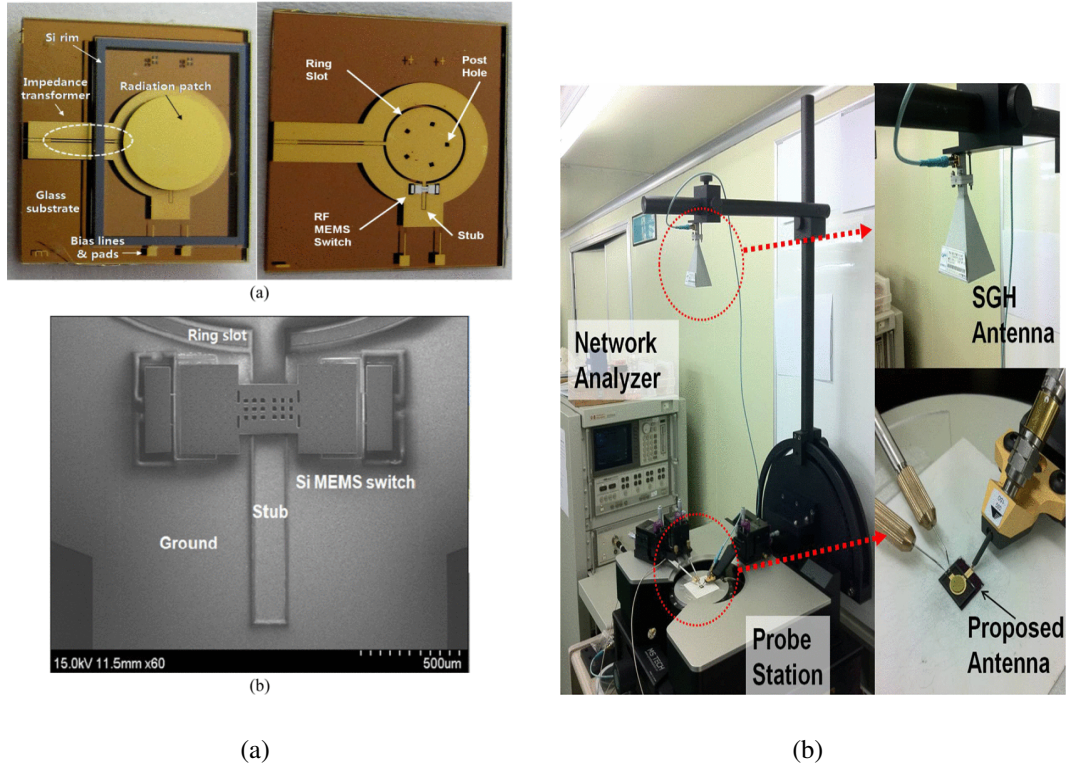 Si rim
Impedance
transformer
Radiation patch
Glass
substrate
Bias lines
& pads
Ring
Slot
Post
Hole
RF
MEMS
Switch
Stub
(a)
Ring slot
Si MEMS switch
Stub
Ground
15.0kV 11.5mm x60
500um
(b)
Network
Analyzer
SGH
Antenna
Probe
Station
Proposed
Antenna
(a)
(b)